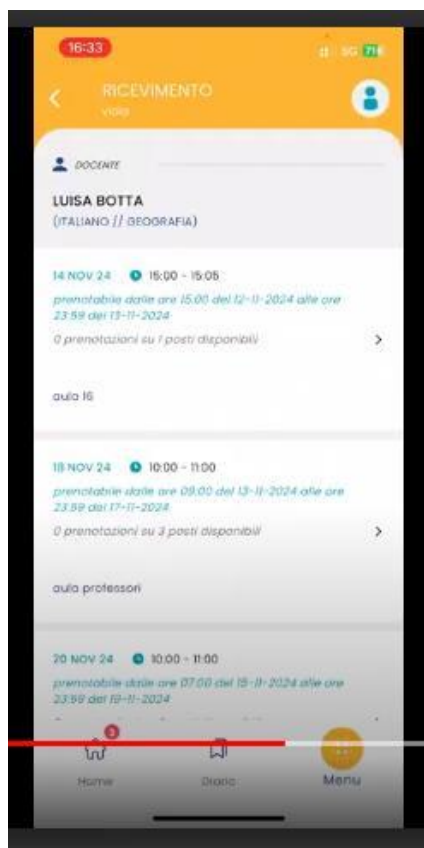 16:33
5G 71
RICEVIMENTO
viola
DOCENTE
LUISA BOTTA
(ITALIANO // GEOGRAFIA)
14 NOV 24 15:00 - 15:05
prenotabile dalle ore 15.00 del 12-11-2024 alle ore
23:59 del 13-11-2024
0 prenotazioni su 1 posti disponibili
aula 16
18 NOV 24 10:00 - 11:00
prenotabile dalle ore 09.00 del 13-11-2024 alle ore
23:59 del 17-11-2024
0 prenotazioni su 3 posti disponibili
aula professori
20 NOV 24 10:00 - 11:00
prenotabile dalle ore 07.00 del 15-11-2024 alle ore
23:59 del 19-11-2024
3
Home Diario Menu